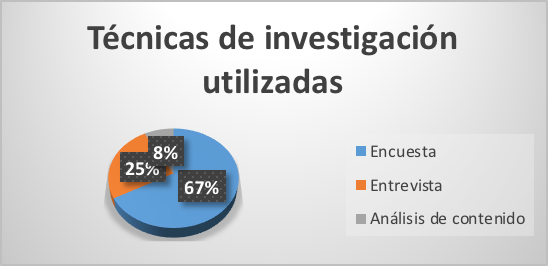 Técnicas de investigación
utilizadas
8%
25%
67%
Encuesta
Entrevista
Análisis de contenido